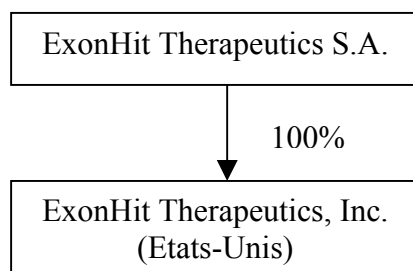 ExonHit Therapeutics S.A.
100%
ExonHit Therapeutics, Inc.
(Etats-Unis)